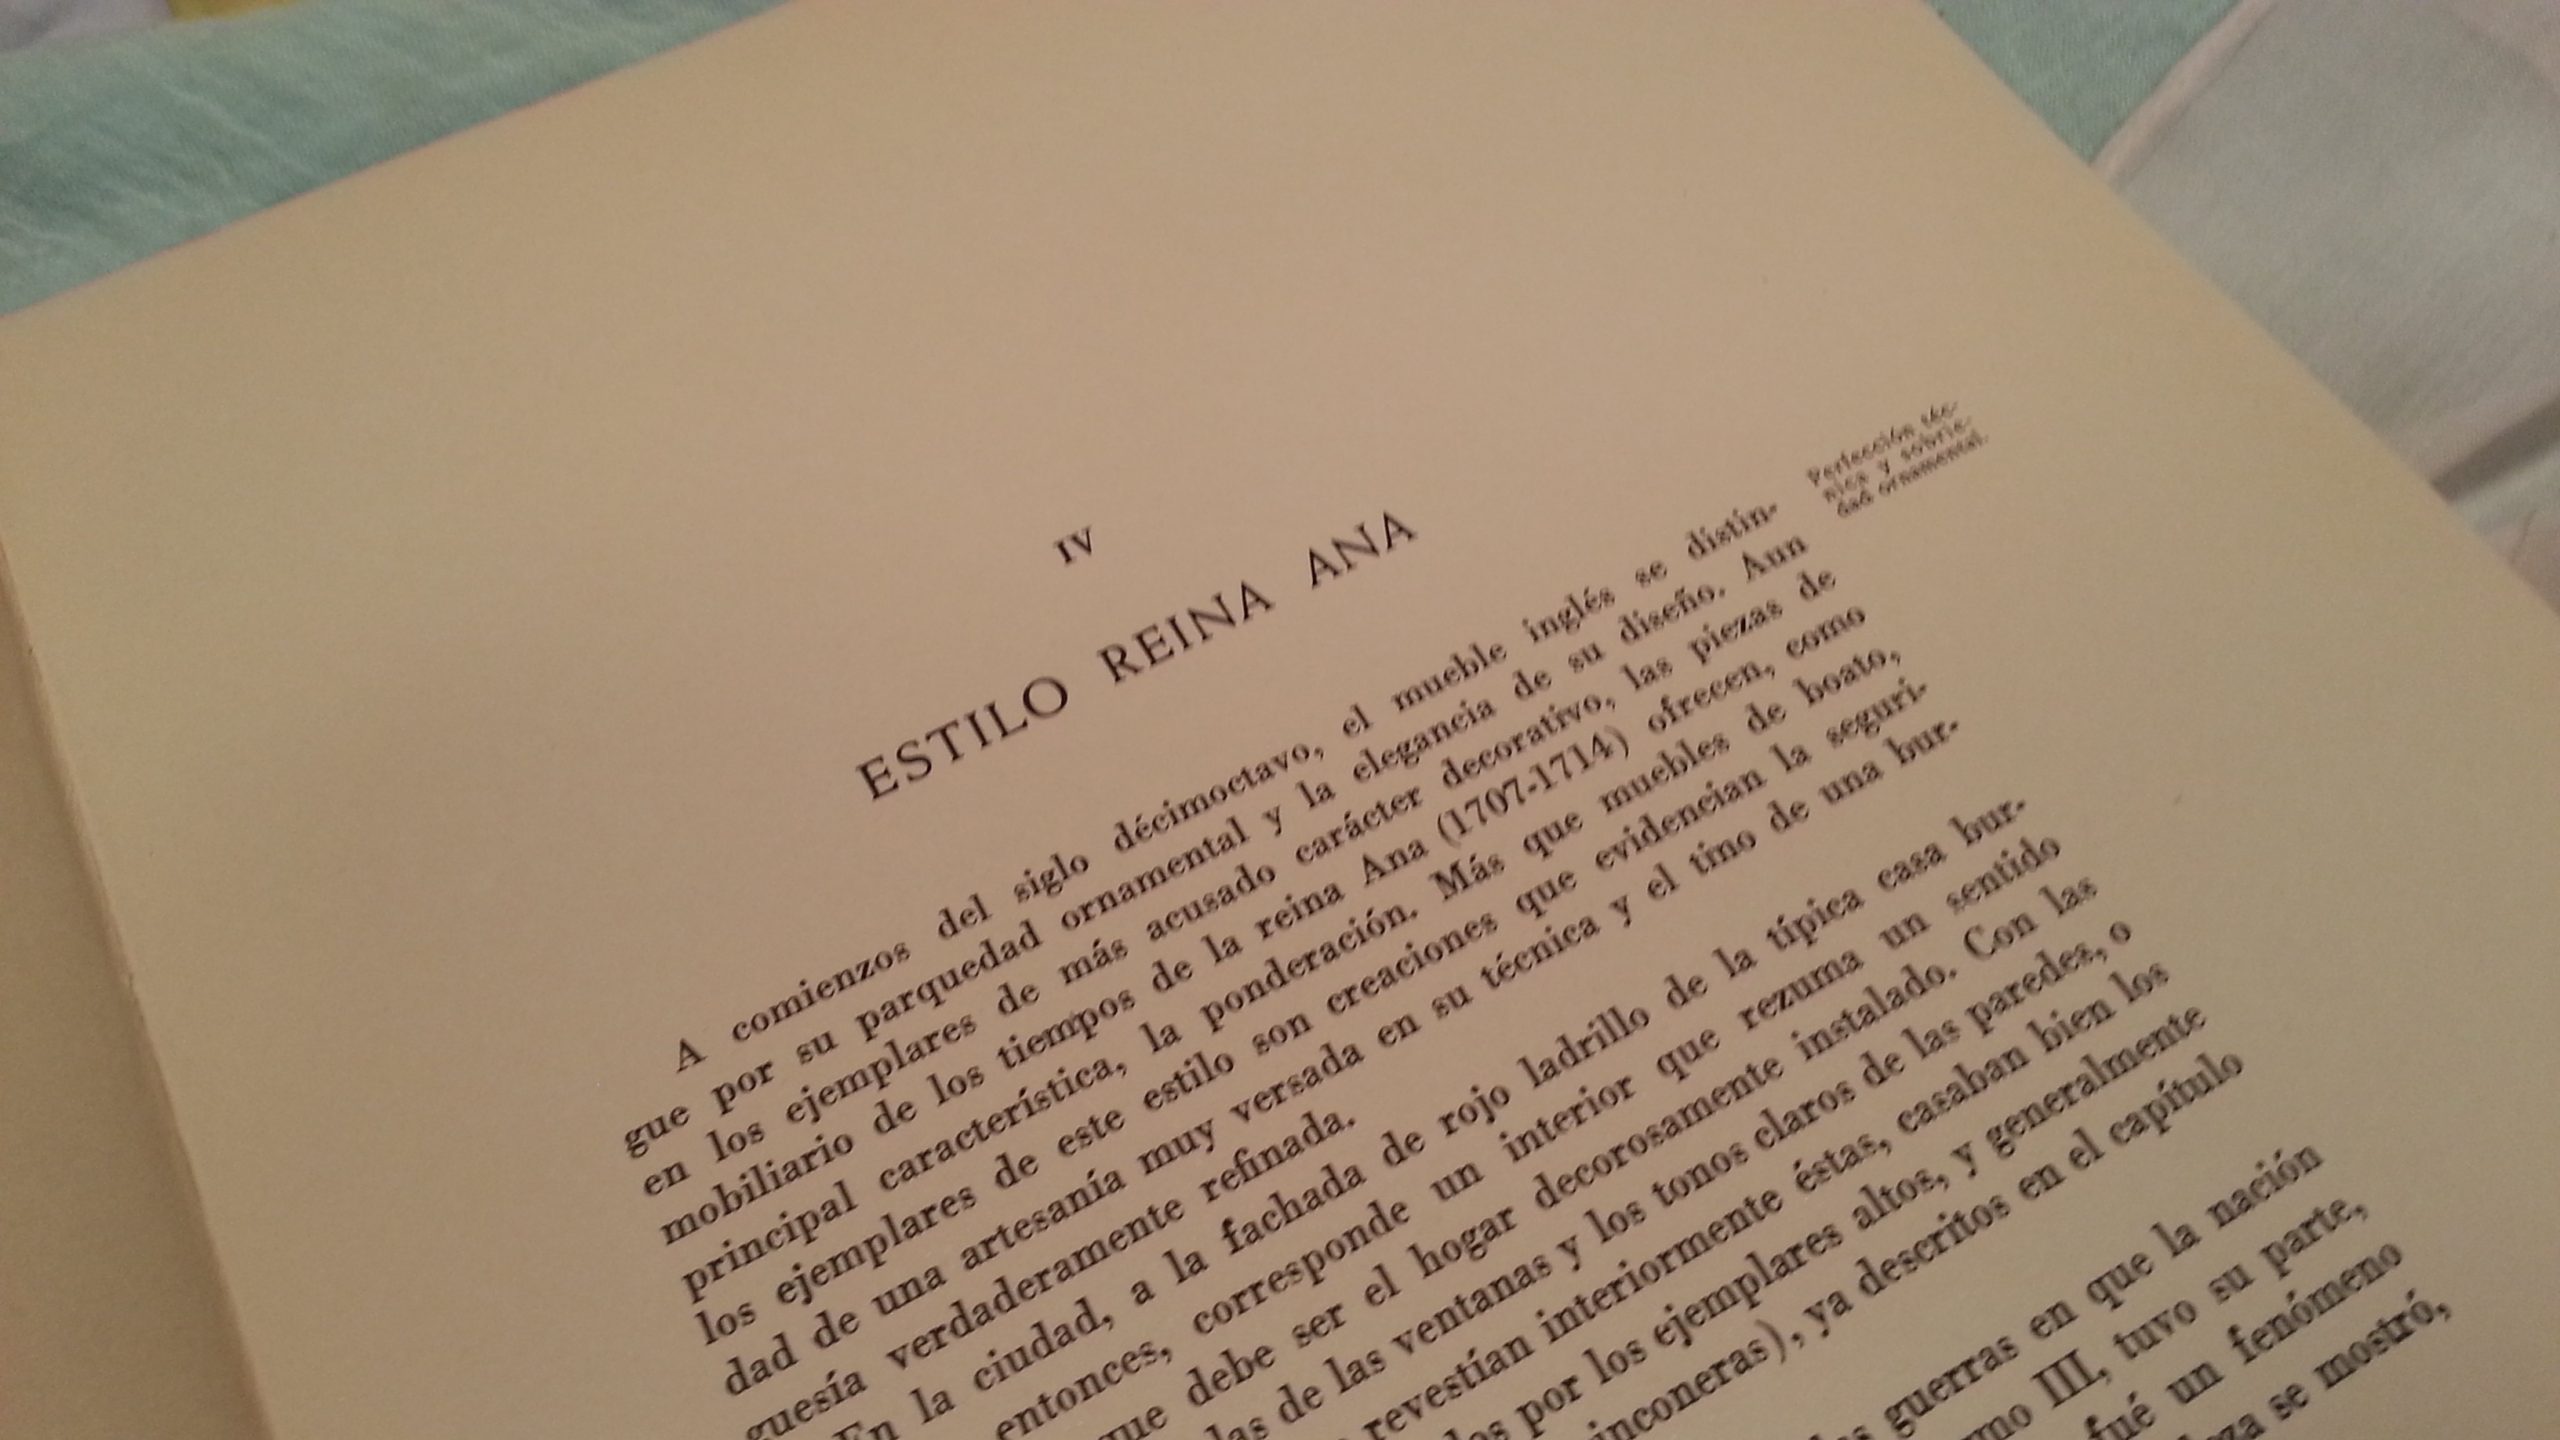 IV
ESTILO REINA ANA
Perfección téc-
nica y sobrie-
dad ornamental.
A comienzos del siglo décimoctavo, el mueble inglés se distin-
gue por su parquedad ornamental y la elegancia de su diseño. Aun
en los ejemplares de más acusado carácter decorativo, las piezas de
mobiliario de los tiempos de la reina Ana (1707-1714) ofrecen, como
principal característica, la ponderación. Más que muebles de boato,
los ejemplares de este estilo son creaciones que evidencian la seguri-
dad de una artesanía muy versada en su técnica y el tino de una bur-
guesía verdaderamente refinada.
En la ciudad, a la fachada de rojo ladrillo de la típica casa bur-
entonces, corresponde un interior que rezuma un sentido
que debe ser el hogar decorosamente instalado. Con las
de las ventanas y los tonos claros de las paredes, o
revestían interiormente éstas, casaban bien los
por los ejemplares altos, y generalmente
ya descritos en el capítulo
guerras en que la nación
III, tuvo su parte,
fué un fenómeno
se mostró,